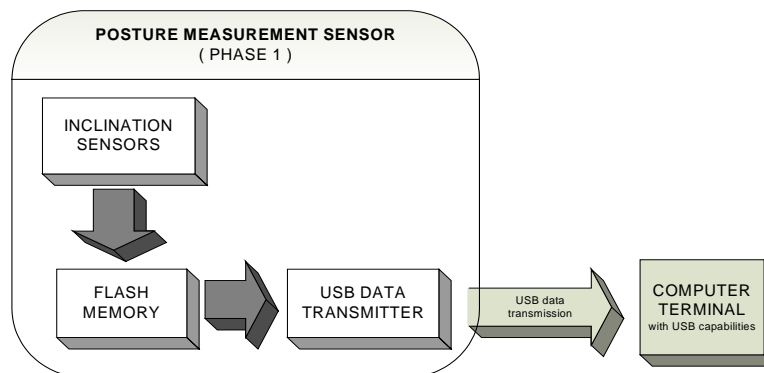 POSTURE MEASUREMENT SENSOR
( PHASE 1 )
INCLINATION
SENSORS
FLASH
MEMORY
USB DATA
TRANSMITTER
USB data
transmission
COMPUTER
TERMINAL
with USB capabilities